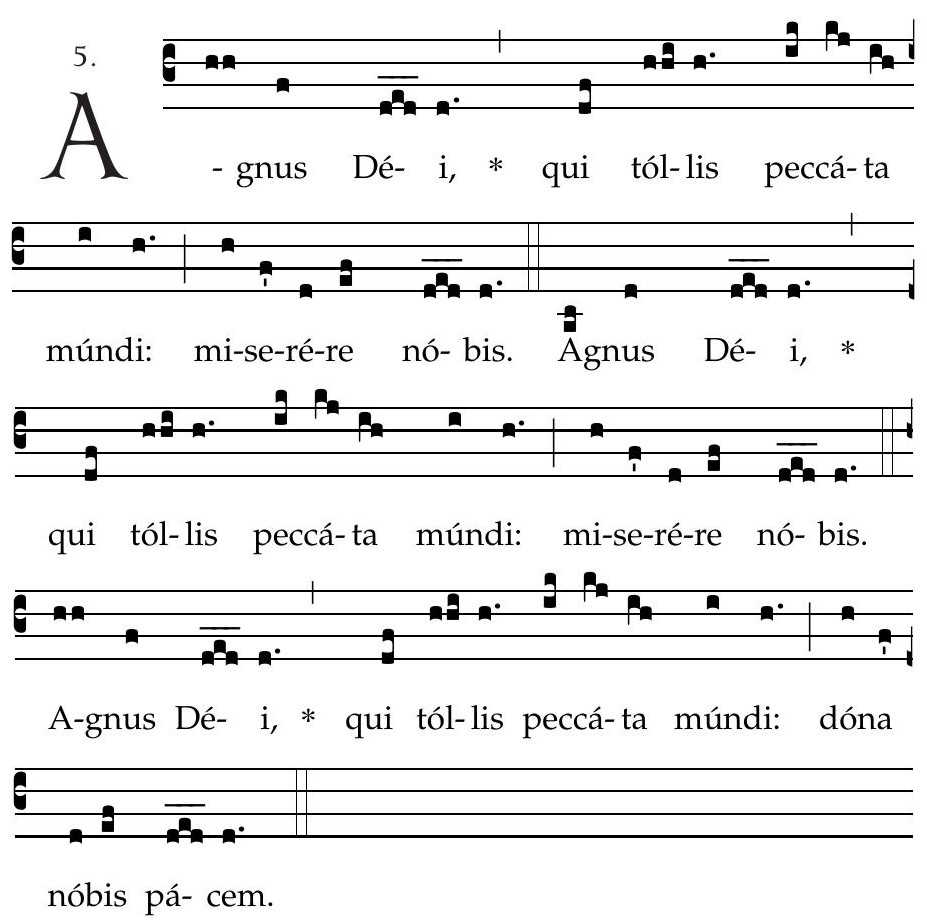 5.
A - gnus Dé- i, * qui tól-lis peccá-ta
múndi: mi-se-ré-re nó- bis. Agnus Dé- i, *
qui tól-lis peccá-ta múndi: mi-se-ré-re nó- bis.
A-gnus Dé- i, * qui tól-lis peccá-ta múndi: dóna
nóbis pá- cem.